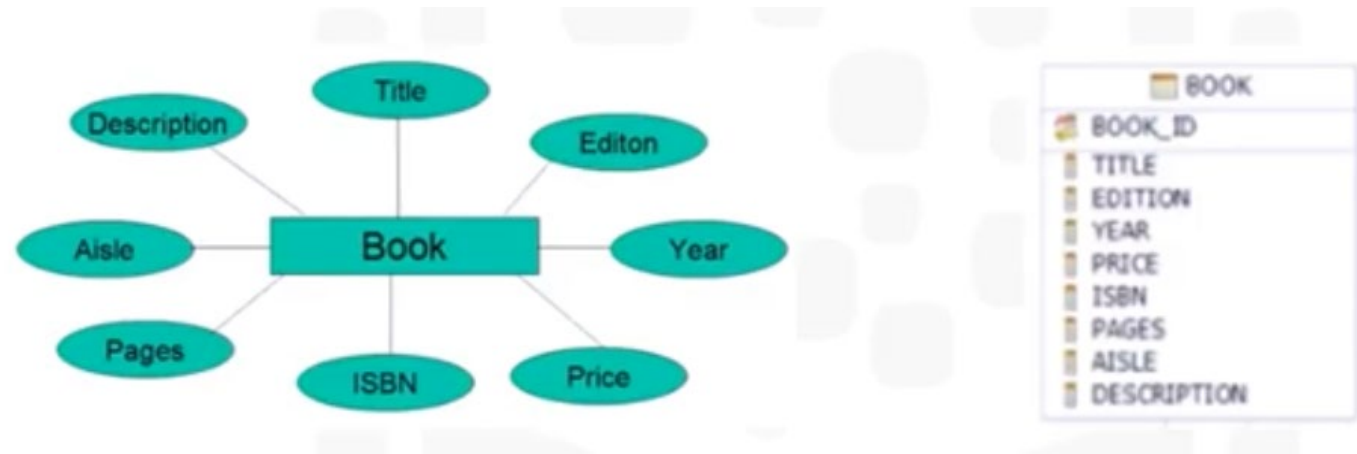 Title
Description
Editon
Aisle
Book
Year
Pages
ISBN
Price
BOOK
BOOK_ID
TITLE
EDITION
YEAR
PRICE
ISBN
PAGES
AISLE
DESCRIPTION